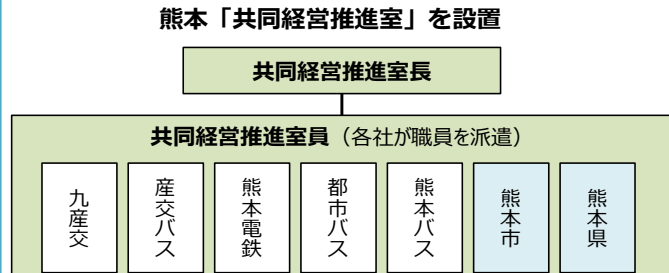 熊本「共同経営推進室」を設置
共同経営推進室長
共同経営推進室員（各社が職員を派遣）
九産交
産交バス
熊本電鉄
都市バス
熊本バス
熊本市
熊本県